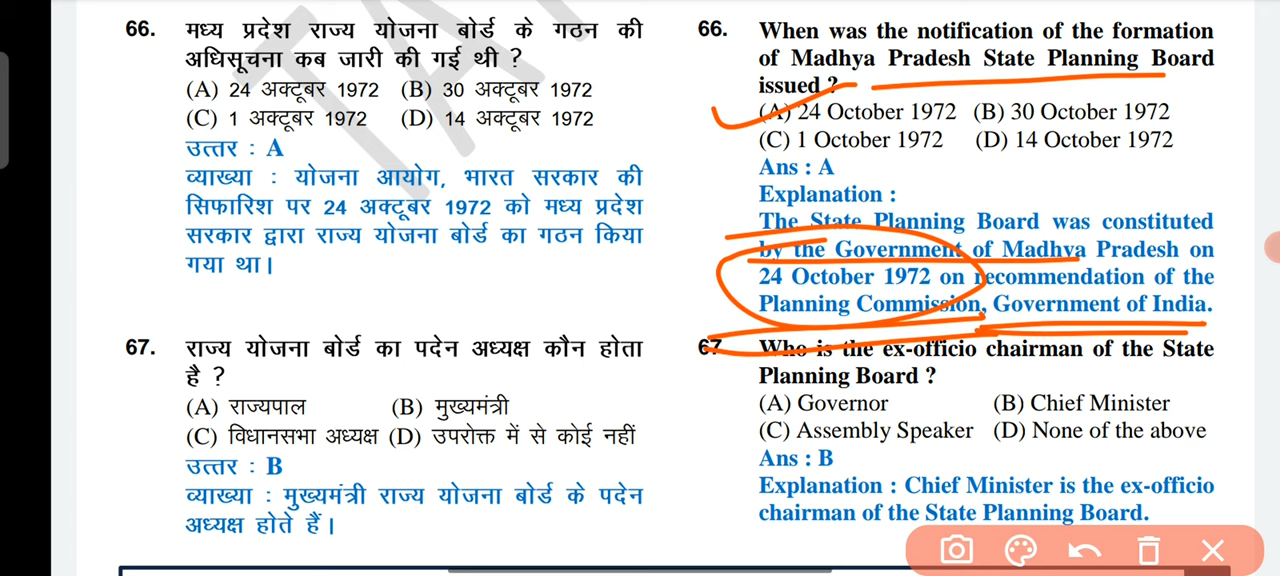 66. मध्य प्रदेश राज्य योजना बोर्ड के गठन की
अधिसूचना कब जारी की गई थी ?
(A) 24 अक्टूबर 1972 (B) 30 अक्टूबर 1972
(C) 1 अक्टूबर 1972 (D) 14 अक्टूबर 1972
उत्तर : A
व्याख्या : योजना आयोग, भारत सरकार की
सिफारिश पर 24 अक्टूबर 1972 को मध्य प्रदेश
सरकार द्वारा राज्य योजना बोर्ड का गठन किया
गया था।
67. राज्य योजना बोर्ड का पदेन अध्यक्ष कौन होता
है ?
(A) राज्यपाल (B) मुख्यमंत्री
(C) विधानसभा अध्यक्ष (D) उपरोक्त में से कोई नहीं
उत्तर : B
व्याख्या : मुख्यमंत्री राज्य योजना बोर्ड के पदेन
अध्यक्ष होते हैं।
66. When was the notification of the formation
of Madhya Pradesh State Planning Board
issued ?
(A) 24 October 1972 (B) 30 October 1972
(C) 1 October 1972 (D) 14 October 1972
Ans : A
Explanation :
The State Planning Board was constituted
by the Government of Madhya Pradesh on
24 October 1972 on recommendation of the
Planning Commission, Government of India.
67 Who is the ex-officio chairman of the State
Planning Board ?
(A) Governor (B) Chief Minister
(C) Assembly Speaker (D) None of the above
Ans : B
Explanation : Chief Minister is the ex-officio
chairman of the State Planning Board.